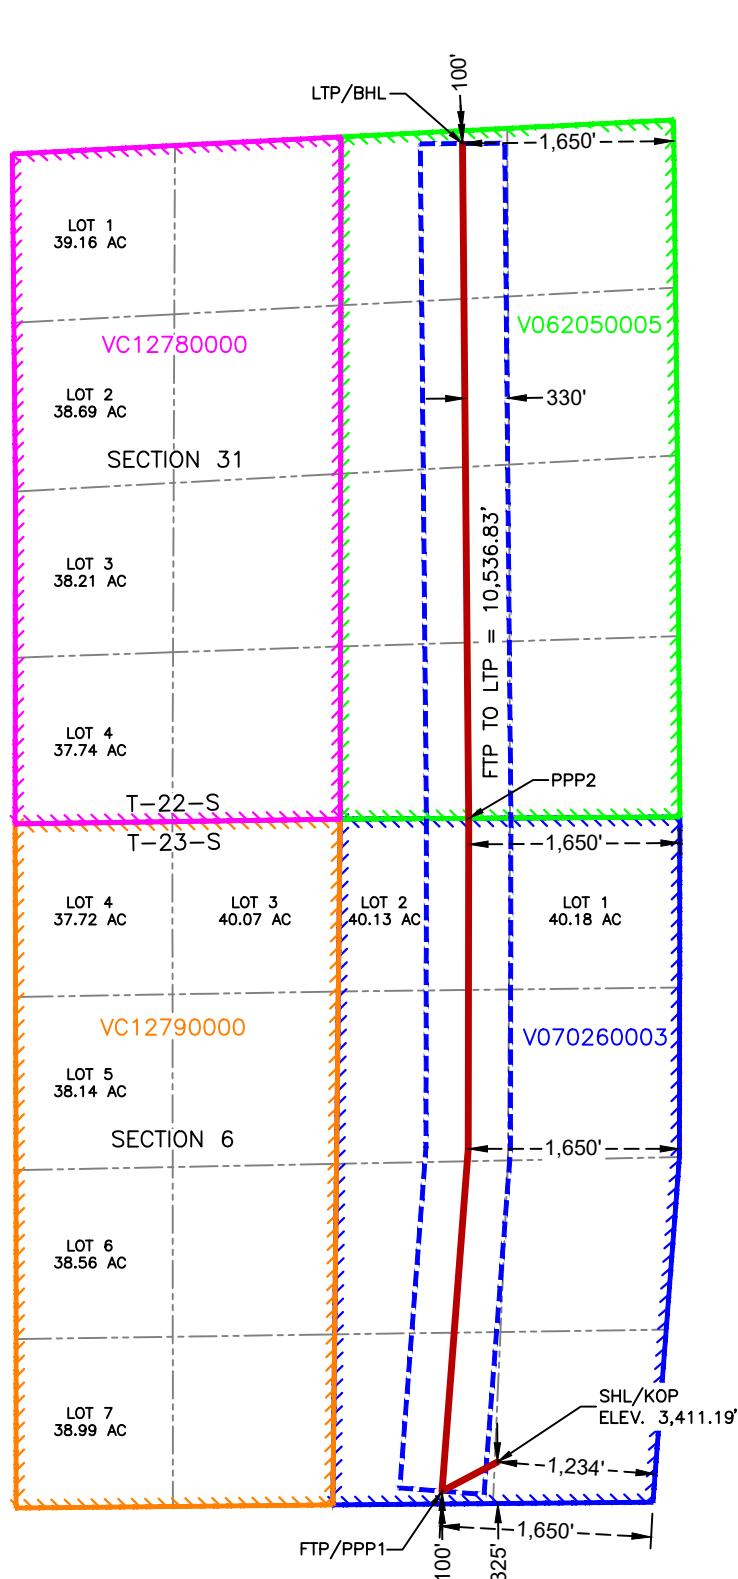 100'
LTP/BHL
1,650'
LOT 1
39.16 AC
V062050005
VC12780000
LOT 2
38.69 AC
330'
SECTION 31
FTP TO LTP = 10,536.83'
LOT 3
38.21 AC
LOT 4
37.74 AC
PPP2
T-22-S
T-23-S
1,650'
LOT 4
37.72 AC
LOT 3
40.07 AC
LOT 2
40.13 AC
LOT 1
40.18 AC
VC12790000
V070260003
LOT 5
38.14 AC
SECTION 6
1,650'
LOT 6
38.56 AC
SHL/KOP
ELEV. 3,411.19'
LOT 7
38.99 AC
1,234'
1,650'
FTP/PPP1
100'